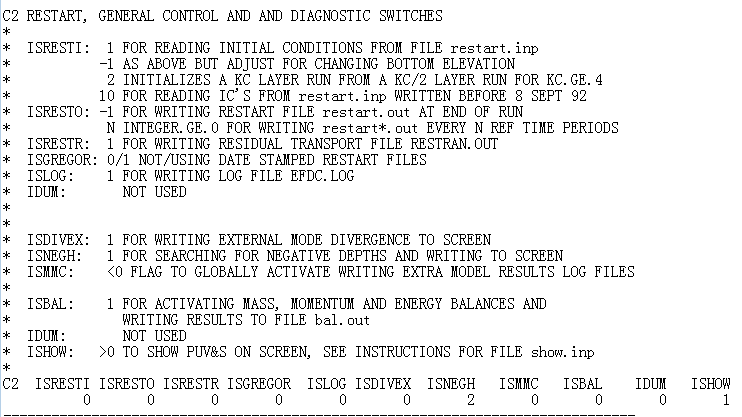 C2 RESTART, GENERAL CONTROL AND AND DIAGNOSTIC SWITCHES
*
*  ISRESTI:  1 FOR READING INITIAL CONDITIONS FROM FILE restart.inp
*           -1 AS ABOVE BUT ADJUST FOR CHANGING BOTTOM ELEVATION
*            2 INITIALIZES A KC LAYER RUN FROM A KC/2 LAYER RUN FOR KC.GE.4
*           10 FOR READING IC'S FROM restart.inp WRITTEN BEFORE 8 SEPT 92
*  ISRESTO: -1 FOR WRITING RESTART FILE restart.out AT END OF RUN
*            N INTEGER.GE.0 FOR WRITING restart*.out EVERY N REF TIME PERIODS
*  ISRESTR:  1 FOR WRITING RESIDUAL TRANSPORT FILE RESTRAN.OUT
*  ISGREGOR: 0/1 NOT/USING DATE STAMPED RESTART FILES
*  ISLOG:    1 FOR WRITING LOG FILE EFDC.LOG
*  IDUM:       NOT USED
*
*
*  ISDIVEX:  1 FOR WRITING EXTERNAL MODE DIVERGENCE TO SCREEN
*  ISNEGH:   1 FOR SEARCHING FOR NEGATIVE DEPTHS AND WRITING TO SCREEN
*  ISMMC:    <0 FLAG TO GLOBALLY ACTIVATE WRITING EXTRA MODEL RESULTS LOG FILES
*
*  ISBAL:    1 FOR ACTIVATING MASS, MOMENTUM AND ENERGY BALANCES AND
*              WRITING RESULTS TO FILE bal.out
*  IDUM:       NOT USED
*  ISHOW:   >0 TO SHOW PUV&S ON SCREEN, SEE INSTRUCTIONS FOR FILE show.inp
*
C2  ISRESTI ISRESTO ISRESTR ISGREGOR  ISLOG ISDIVEX  ISNEGH   ISMMC   ISBAL    IDUM   ISHOW
          0       0       0       0       0       0       2       0       0       0       1